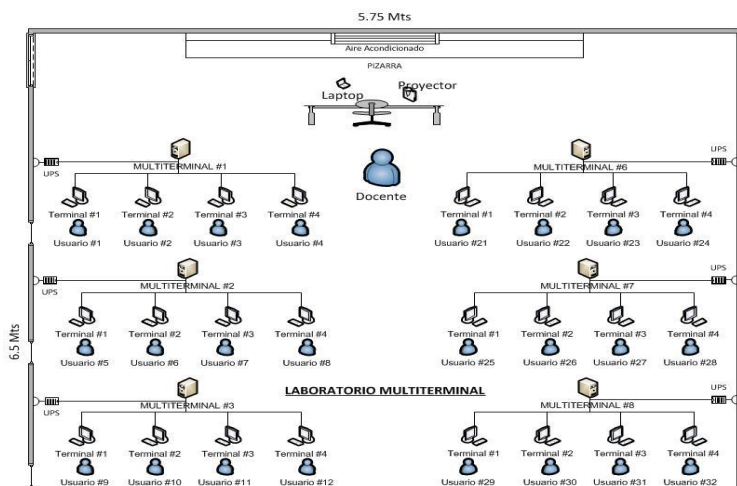 5.75 Mts
Aire Acondicionado
PIZARRA
Laptop
Proyector
Docente
UPS
MULTITERMINAL #1
Terminal #1 Terminal #2 Terminal #3 Terminal #4
Usuario #1 Usuario #2 Usuario #3 Usuario #4
UPS
MULTITERMINAL #6
Terminal #1 Terminal #2 Terminal #3 Terminal #4
Usuario #21 Usuario #22 Usuario #23 Usuario #24
UPS
MULTITERMINAL #2
Terminal #1 Terminal #2 Terminal #3 Terminal #4
Usuario #5 Usuario #6 Usuario #7 Usuario #8
UPS
MULTITERMINAL #7
Terminal #1 Terminal #2 Terminal #3 Terminal #4
Usuario #25 Usuario #26 Usuario #27 Usuario #28
6.5 Mts
LABORATORIO MULTITERMINAL
UPS
MULTITERMINAL #3
Terminal #1 Terminal #2 Terminal #3 Terminal #4
Usuario #9 Usuario #10 Usuario #11 Usuario #12
UPS
MULTITERMINAL #8
Terminal #1 Terminal #2 Terminal #3 Terminal #4
Usuario #29 Usuario #30 Usuario #31 Usuario #32